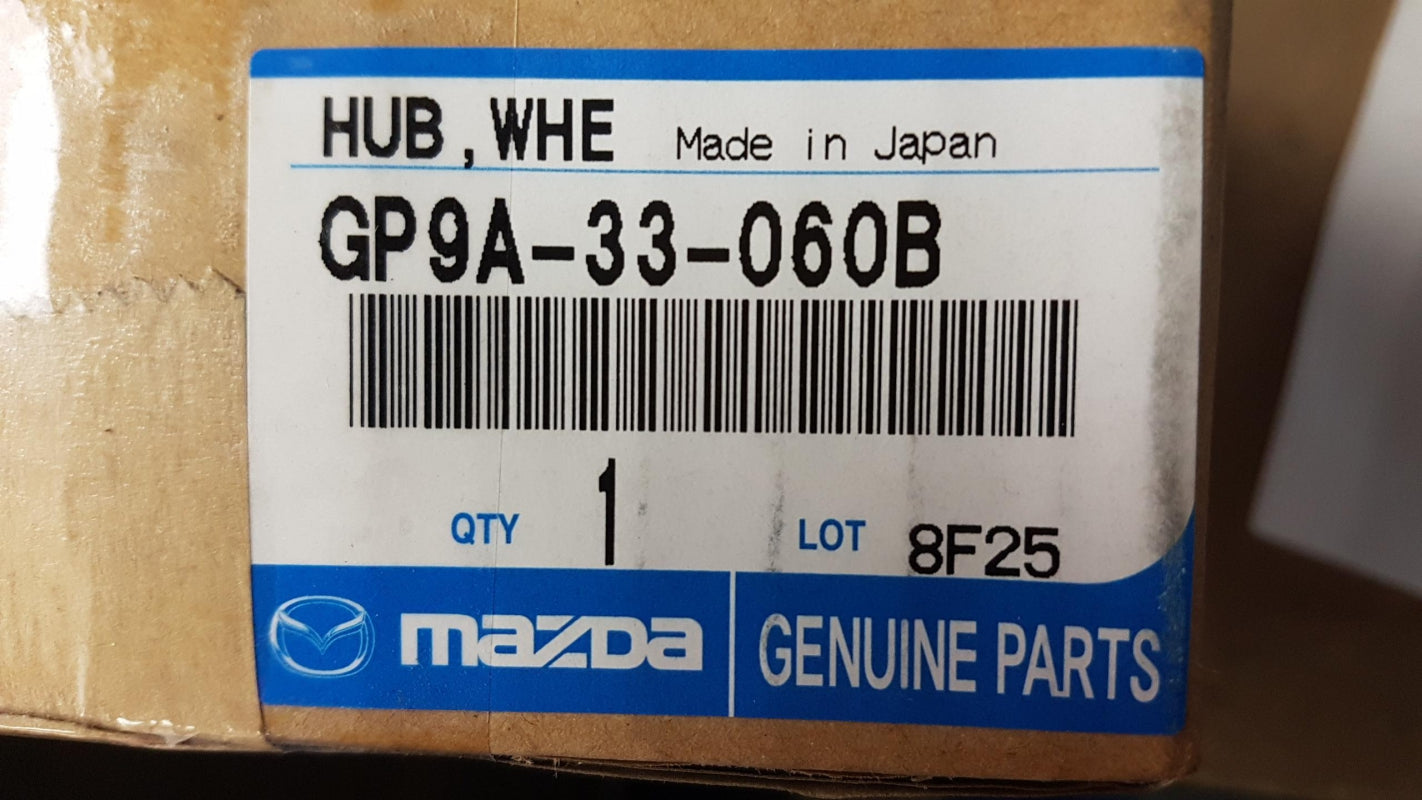 HUB,WHE Made in Japan
GP9A-33-060B
QTY 1 LOT 8F25
mazda GENUINE PARTS